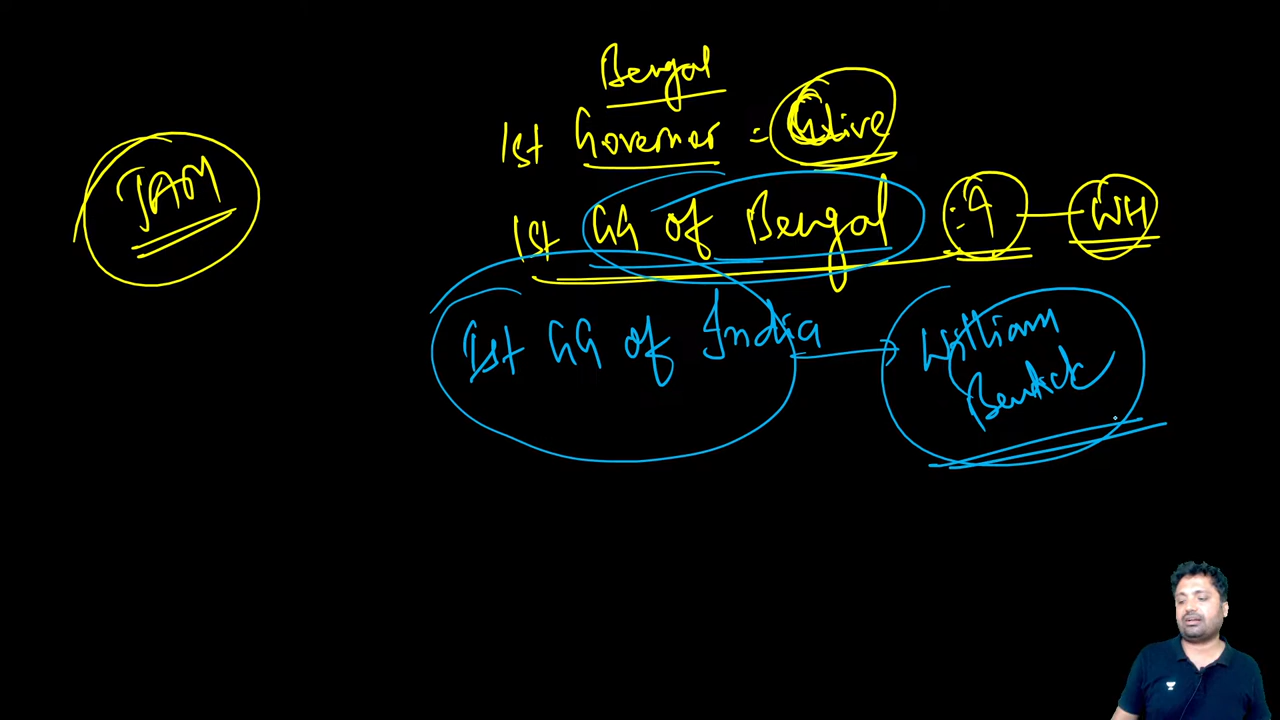 Bengal
1st Governor = Clive
JAM
1st GG of Bengal = ? — WH
1st GG of India → William
Bentick